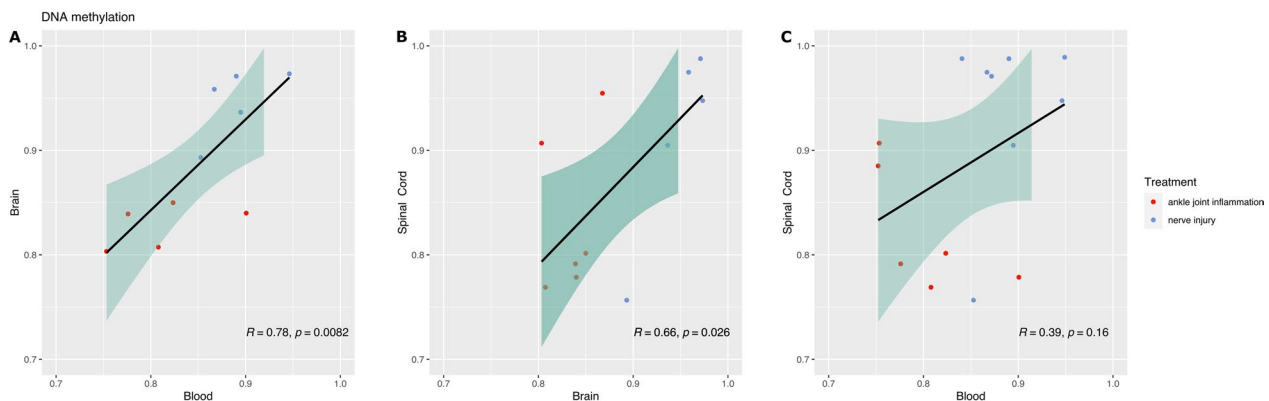 DNA methylation
A
1.0
0.9
0.8
0.7
Brain
0.7 0.8 0.9 1.0
Blood
R = 0.78, p = 0.0082
B
1.0
0.9
0.8
0.7
Spinal Cord
0.7 0.8 0.9 1.0
Brain
R = 0.66, p = 0.026
C
1.0
0.9
0.8
0.7
Spinal Cord
0.7 0.8 0.9 1.0
Blood
R = 0.39, p = 0.16
Treatment
ankle joint inflammation
nerve injury